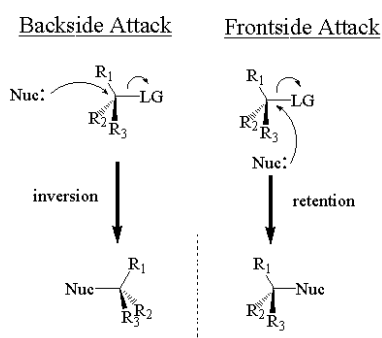 Backside Attack
R1
Nuc:
LG
R2
R3
inversion
R1
Nuc
R2
R3
Frontside Attack
R1
LG
R2
R3
Nuc:
retention
R1
Nuc
R2
R3